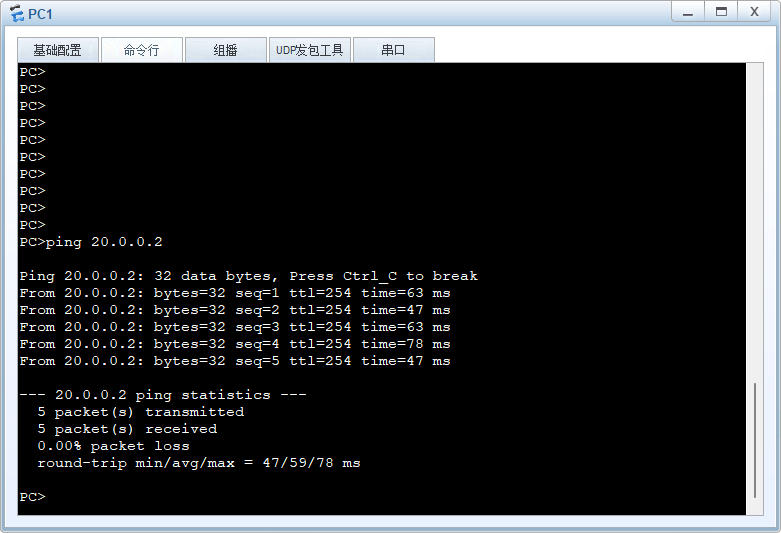 PC1
基础配置 命令行 组播 UDP发包工具 串口
PC>
PC>
PC>
PC>
PC>
PC>
PC>
PC>
PC>
PC>
PC>ping 20.0.0.2
Ping 20.0.0.2: 32 data bytes, Press Ctrl_C to break
From 20.0.0.2: bytes=32 seq=1 ttl=254 time=63 ms
From 20.0.0.2: bytes=32 seq=2 ttl=254 time=47 ms
From 20.0.0.2: bytes=32 seq=3 ttl=254 time=63 ms
From 20.0.0.2: bytes=32 seq=4 ttl=254 time=78 ms
From 20.0.0.2: bytes=32 seq=5 ttl=254 time=47 ms
--- 20.0.0.2 ping statistics ---
5 packet(s) transmitted
5 packet(s) received
0.00% packet loss
round-trip min/avg/max = 47/59/78 ms
PC>